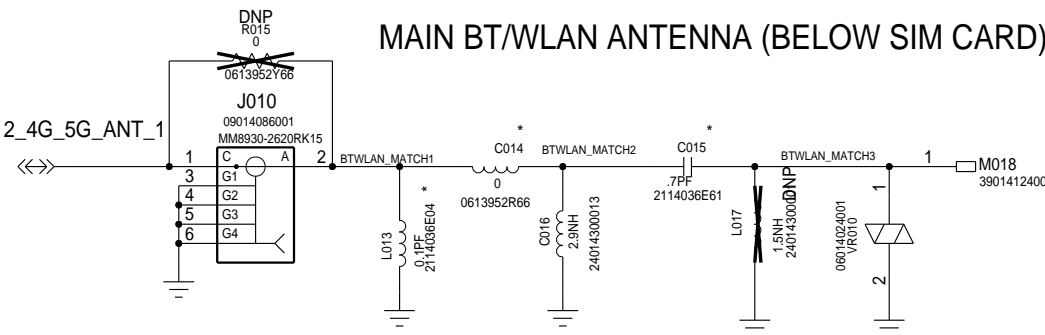 DNP
R015
0
0613952Y66
MAIN BT/WLAN ANTENNA (BELOW SIM CARD)
J010
09014086001
MM8930-2620RK15
2_4G_5G_ANT_1
1
C
A
2
3
G1
4
G2
5
G3
6
G4
BTWLAN_MATCH1
*
C014
0
0613952R66
BTWLAN_MATCH2
*
C015
.7PF
2114036E61
BTWLAN_MATCH3
1
M018
3901412400
L013
0.1PF
2114036E04
*
C016
2.9NH
24014300013
L017
1.5NH
DNP
1
2
06014024001
VR010